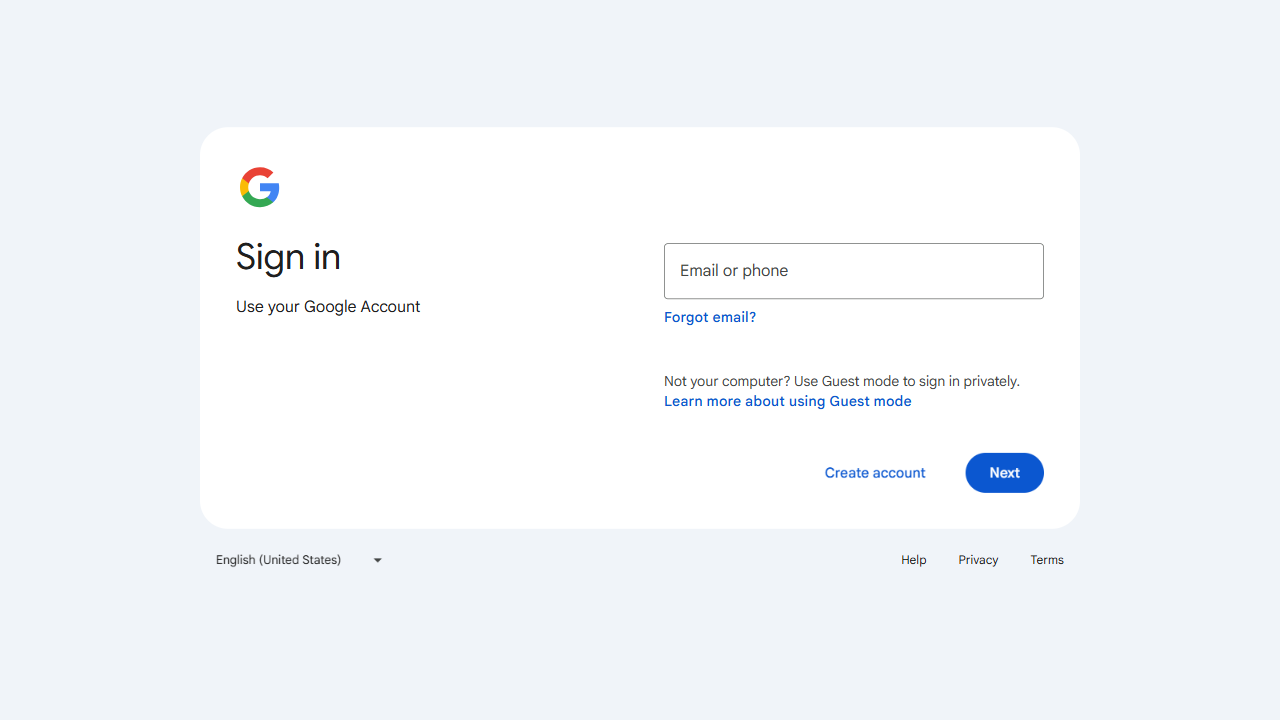 Sign in
Use your Google Account
Email or phone
Forgot email?
Not your computer? Use Guest mode to sign in privately.
Learn more about using Guest mode
Create account
Next
English (United States)
Help
Privacy
Terms